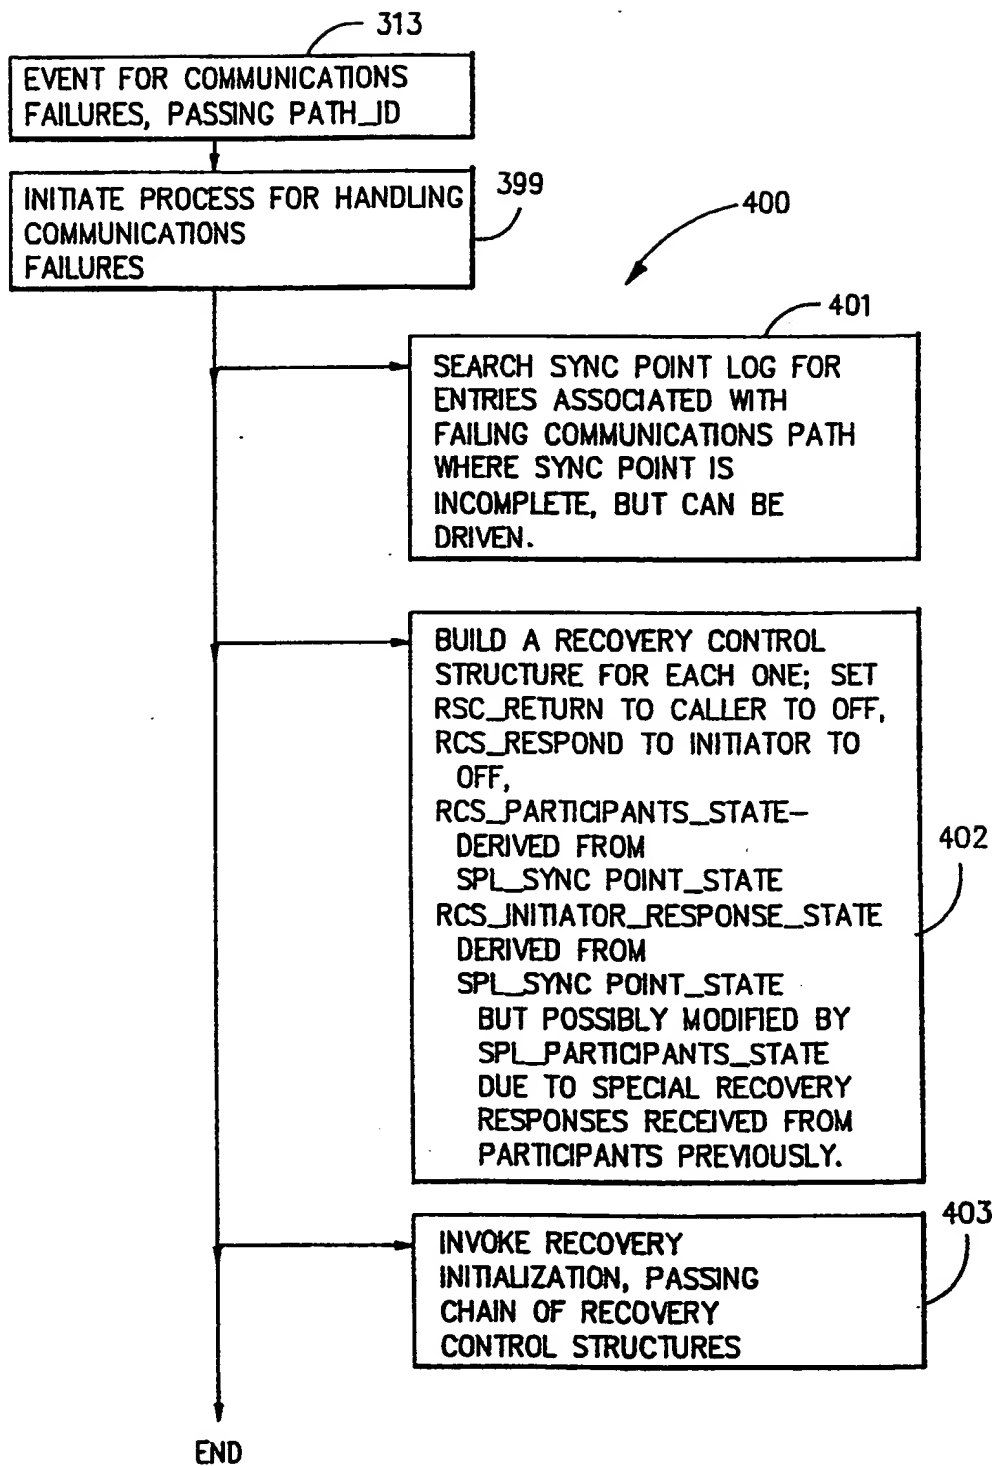 313
EVENT FOR COMMUNICATIONS
FAILURES, PASSING PATH_ID
INITIATE PROCESS FOR HANDLING
COMMUNICATIONS
FAILURES
399
400
401
SEARCH SYNC POINT LOG FOR
ENTRIES ASSOCIATED WITH
FAILING COMMUNICATIONS PATH
WHERE SYNC POINT IS
INCOMPLETE, BUT CAN BE
DRIVEN.
BUILD A RECOVERY CONTROL
STRUCTURE FOR EACH ONE; SET
RSC_RETURN TO CALLER TO OFF,
RCS_RESPOND TO INITIATOR TO
OFF,
RCS_PARTICIPANTS_STATE-
DERIVED FROM
SPL_SYNC POINT_STATE
RCS_INITIATOR_RESPONSE_STATE
DERIVED FROM
SPL_SYNC POINT_STATE
BUT POSSIBLY MODIFIED BY
SPL_PARTICIPANTS_STATE
DUE TO SPECIAL RECOVERY
RESPONSES RECEIVED FROM
PARTICIPANTS PREVIOUSLY.
402
403
INVOKE RECOVERY
INITIALIZATION, PASSING
CHAIN OF RECOVERY
CONTROL STRUCTURES
END